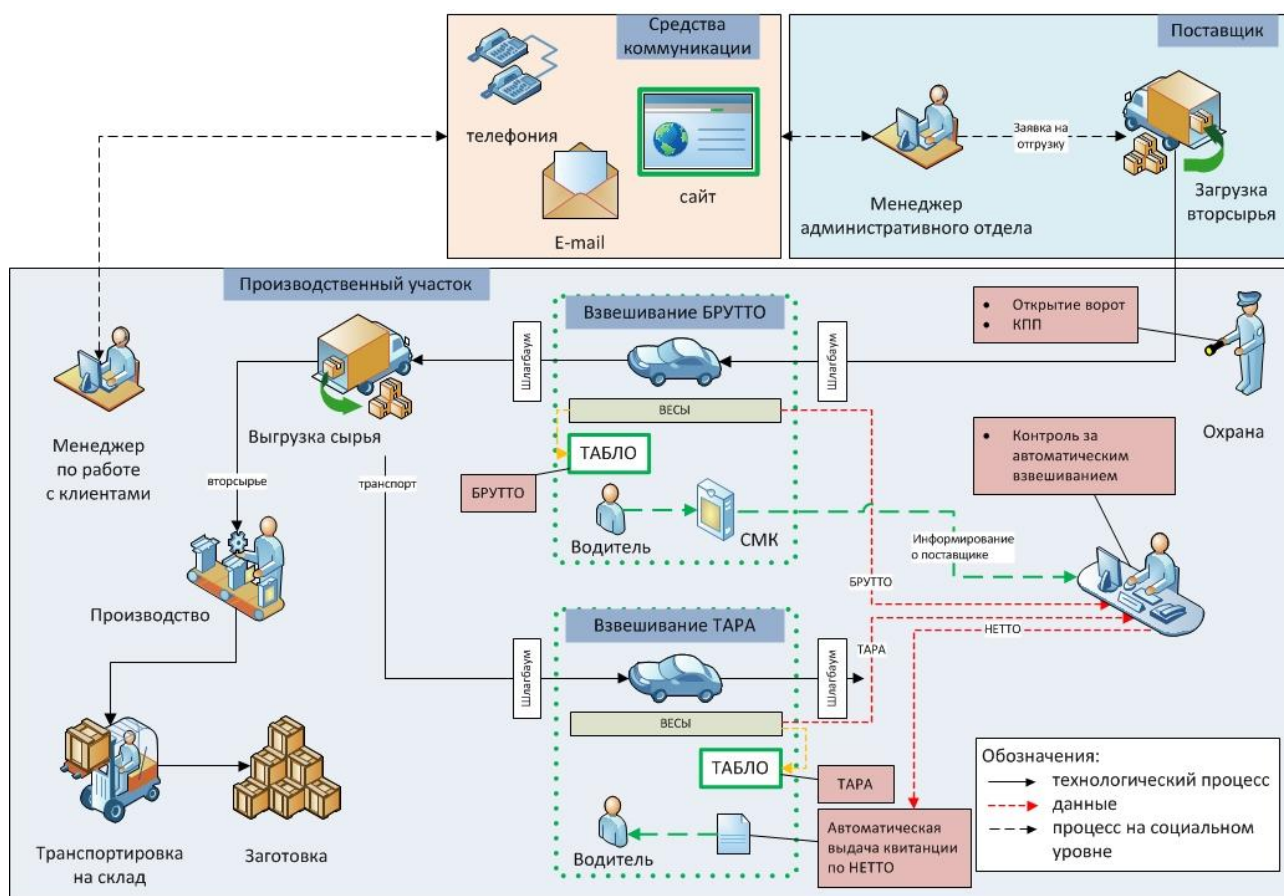 Средства
коммуникации
телефония
сайт
E-mail
Поставщик
Заявка на
отгрузку
Менеджер
административного отдела
Загрузка
вторсырья
Производственный участок
Менеджер
по работе
с клиентами
Выгрузка сырья
Шлагбаум
Взвешивание БРУТТО
Шлагбаум
• Открытие ворот
• КПП
Охрана
ВЕСЫ
ТАБЛО
БРУТТО
Водитель
СМК
Информирование
о поставщике
• Контроль за
автоматическим
взвешиванием
БРУТТО
НЕТТО
ТАРА
вторсырье
транспорт
Производство
Шлагбаум
Взвешивание ТАРА
Шлагбаум
ВЕСЫ
ТАБЛО
ТАРА
Водитель
Автоматическая
выдача квитанции
по НЕТТО
Транспортировка
на склад
Заготовка
Обозначения:
технологический процесс
данные
процесс на социальном
уровне